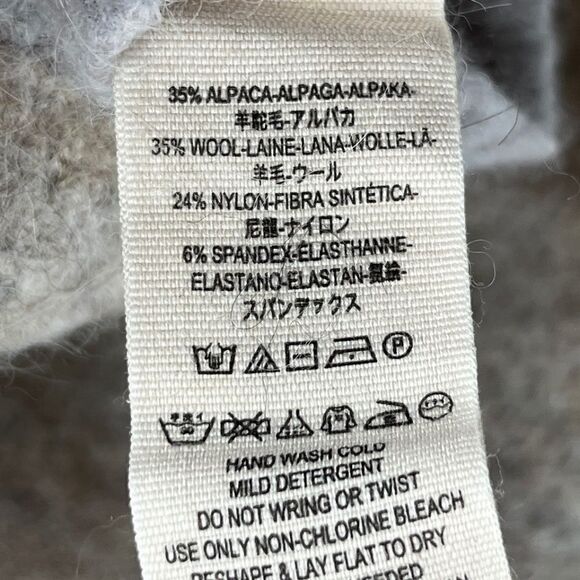 35% ALPACA-ALPAGA-ALPAKA-
羊駝毛-アルパカ
35% WOOL-LAINE-LANA-WOLLE-LÃ-
羊毛-ウール
24% NYLON-FIBRA SINTÉTICA-
尼龍-ナイロン
6% SPANDEX-ÉLASTHANNE-
ELASTANO-ELASTAN-氨綸-
スパンデックス
P
HAND WASH COLD
MILD DETERGENT
DO NOT WRING OR TWIST
USE ONLY NON-CHLORINE BLEACH
RESHAPE & LAY FLAT TO DRY